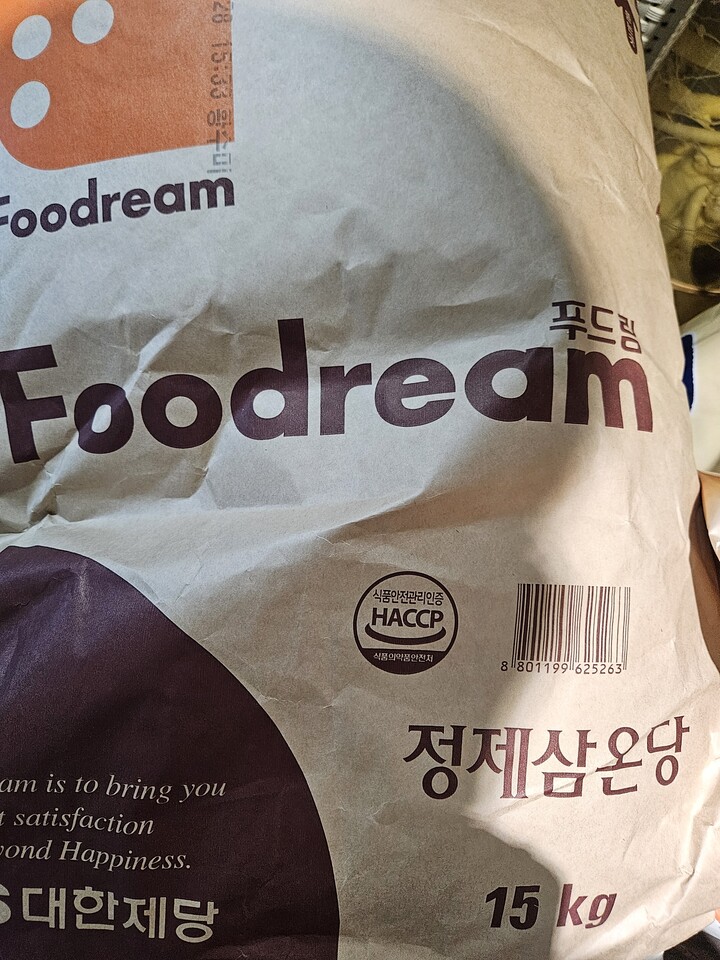 28 15:33
Foodream
푸드림
Foodream
식품안전관리인증
HACCP
식품의약품안전처
8 801199 625263
정제삼온당
am is to bring you
t satisfaction
yond Happiness.
S 대한제당
15 kg